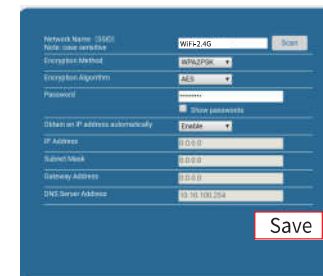 Network Name (SSID)
Note: case sensitive
WiFi-2.4G
Scan
Encryption Method
WPA2PSK
Encryption Algorithm
AES
Password
Show passwords
Obtain an IP address automatically
Enable
IP Address
0.0.0.0
Subnet Mask
0.0.0.0
Gateway Address
0.0.0.0
DNS Server Address
10.10.100.254
Save